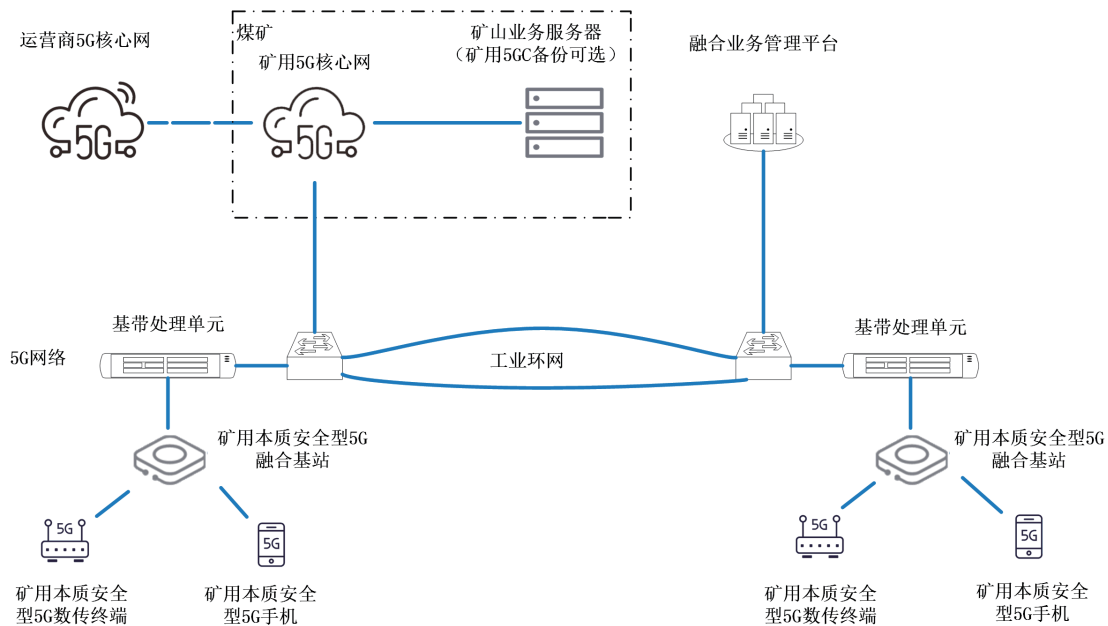 运营商5G核心网
煤矿
矿用5G核心网
矿山业务服务器
（矿用5GC备份可选）
融合业务管理平台
5G
5G
基带处理单元
基带处理单元
5G网络
工业环网
矿用本质安全型5G
融合基站
矿用本质安全型5G
融合基站
5G
5G
5G
5G
矿用本质安全
型5G数传终端
矿用本质安全
型5G手机
矿用本质安全
型5G数传终端
矿用本质安全
型5G手机